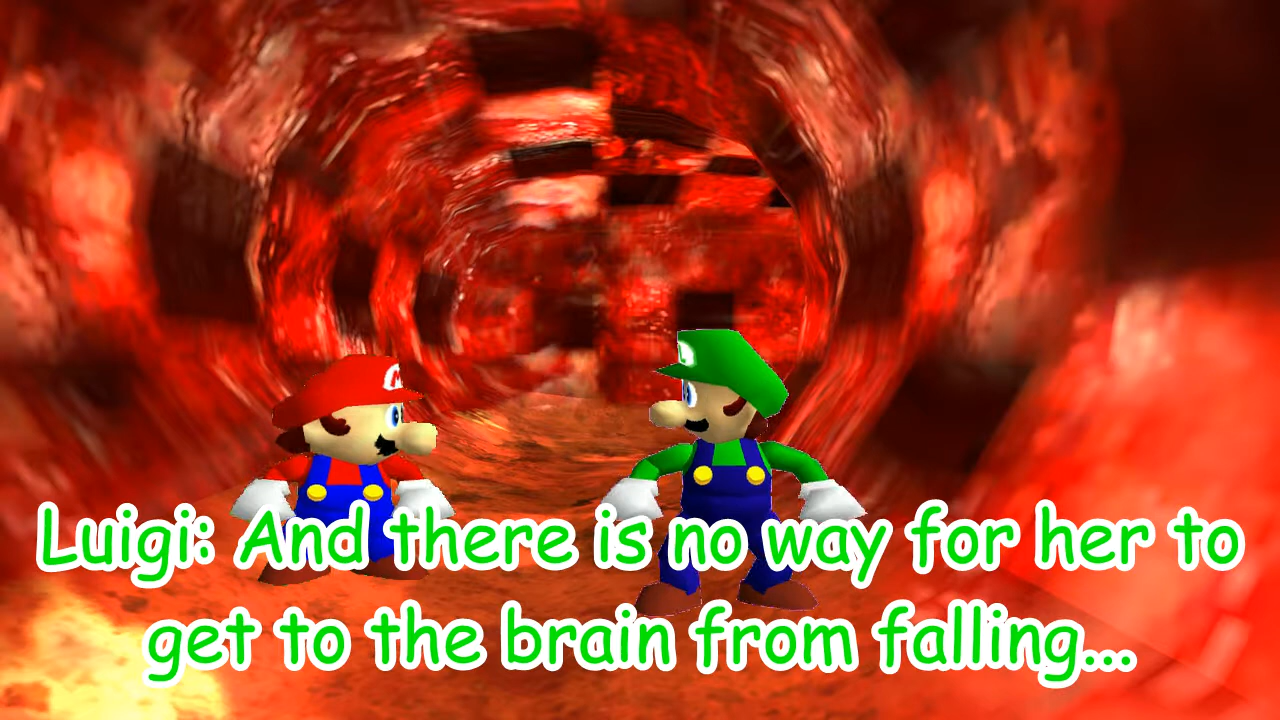 M
L
Luigi: And there is no way for her to
get to the brain from falling...